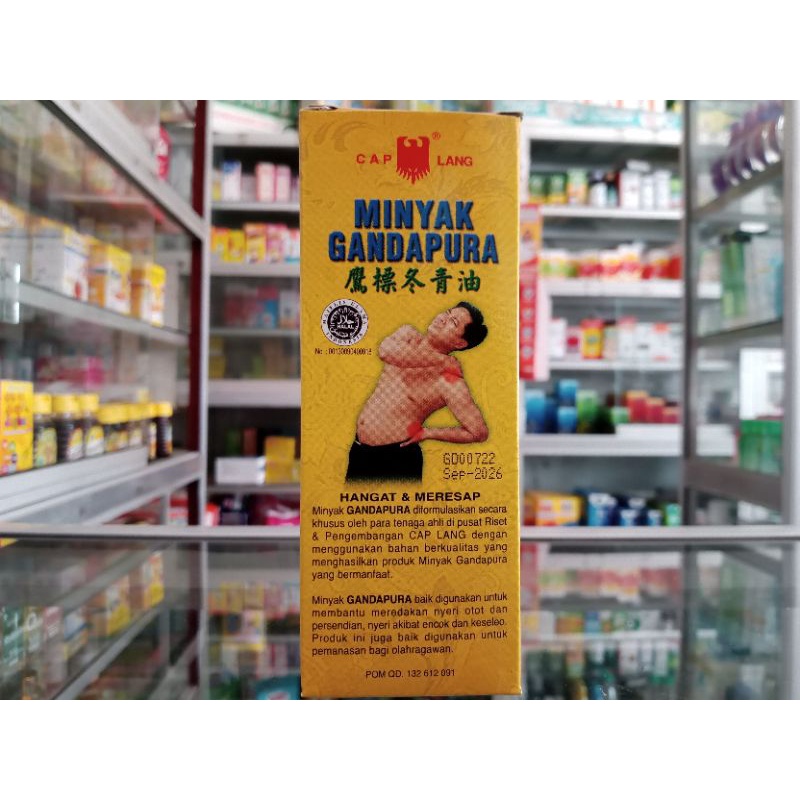 CAP LANG
®
MINYAK
GANDAPURA
鷹標冬青油
HALAL
No : 00130090400818
GD00722
Sep-2026
HANGAT & MERESAP
Minyak GANDAPURA diformulasikan secara
khusus oleh para tenaga ahli di pusat Riset
& Pengembangan CAP LANG dengan
menggunakan bahan berkualitas yang
menghasilkan produk Minyak Gandapura
yang bermanfaat.
Minyak GANDAPURA baik digunakan untuk
membantu meredakan nyeri otot dan
persendian, nyeri akibat encok dan keseleo.
Produk ini juga baik digunakan untuk
pemanasan bagi olahragawan.
POM QD. 132 612 091